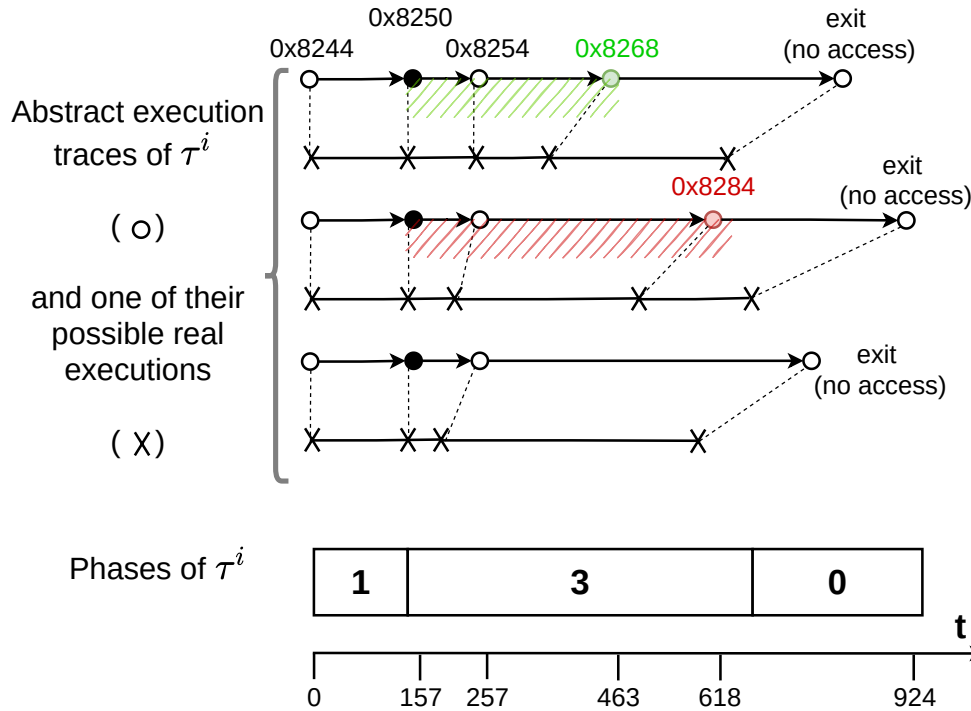 0x8250
0x8244
0x8254
0x8268
exit
(no access)
Abstract execution
traces of τ^i
( o )
and one of their
possible real
executions
( X )
0x8284
exit
(no access)
exit
(no access)
Phases of τ^i
1
3
0
t
0
157
257
463
618
924